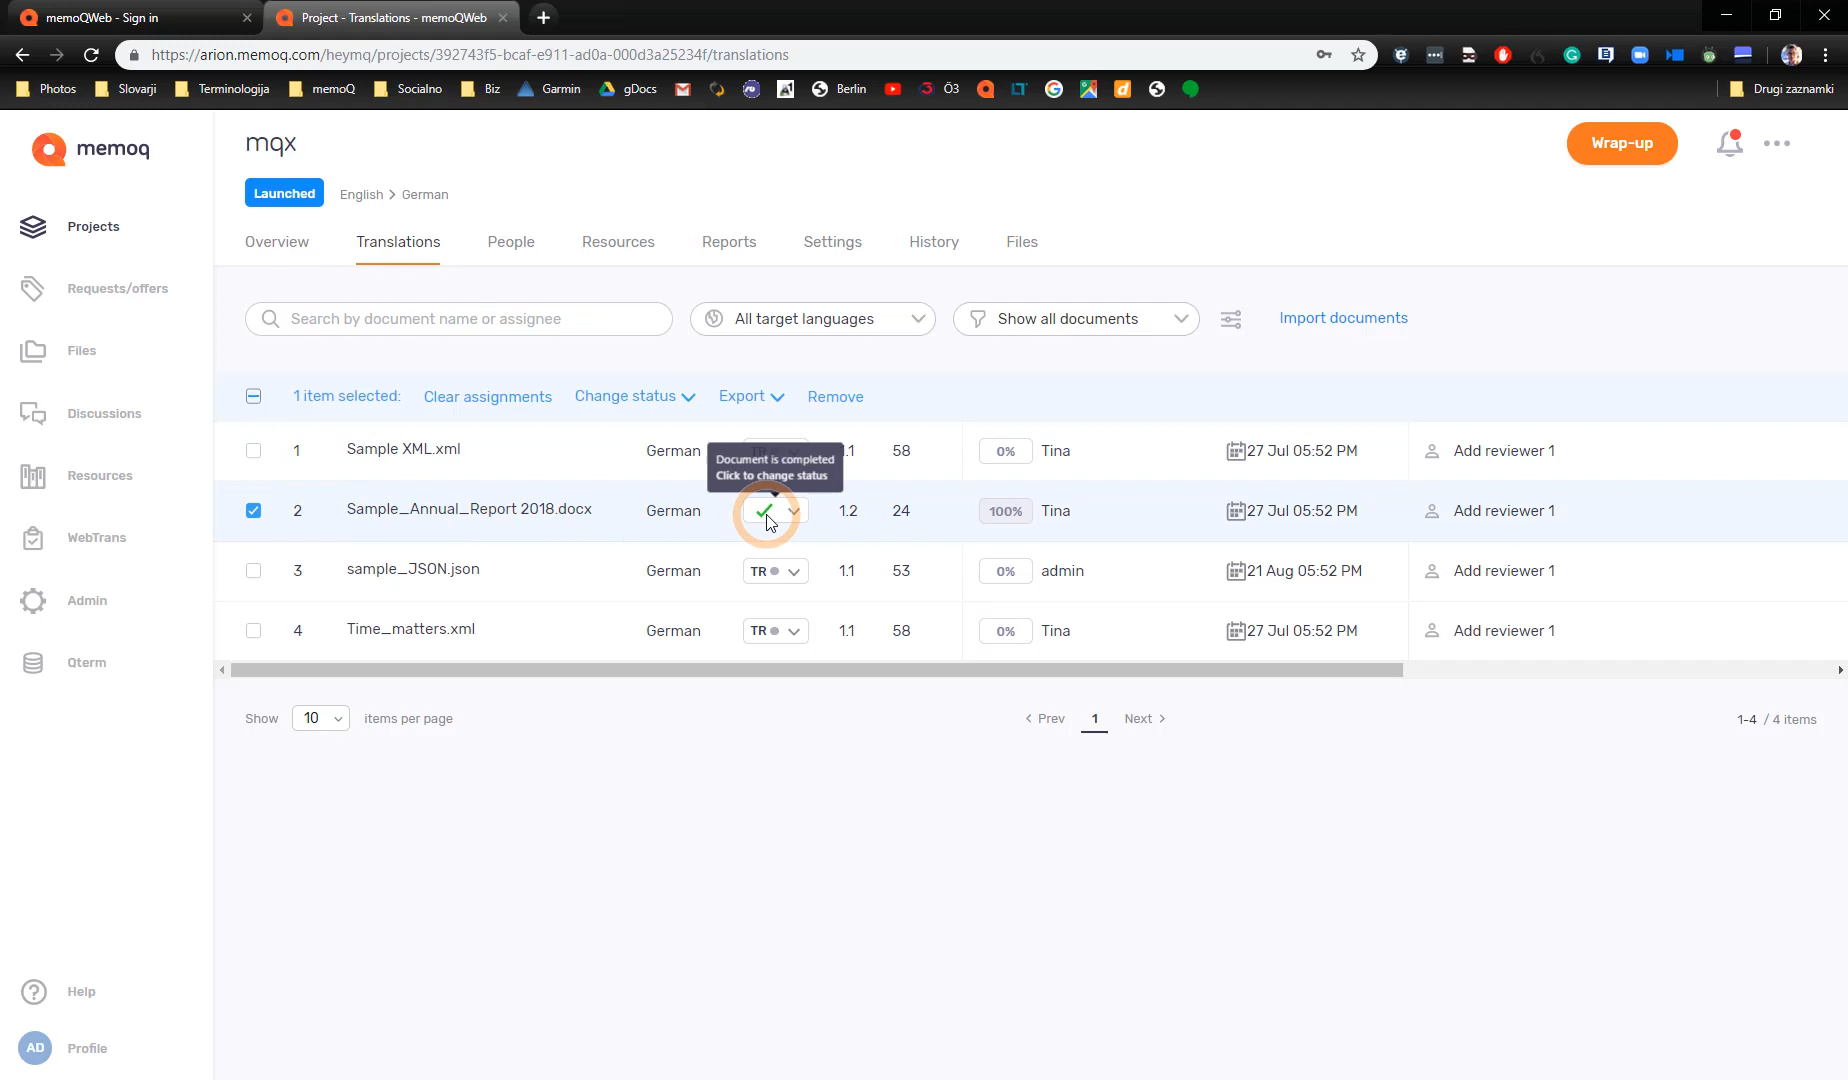 memoQWeb - Sign in
Project - Translations - memoQWeb
https://arion.memoq.com/heymq/projects/392743f5-bcaf-e911-ad0a-000d3a25234f/translations
Photos Slovarji Terminologija memoQ Socialno Biz Garmin gDocs Berlin Ö3 LT Drugi zaznamki
memoq
mqx
Wrap-up
Launched
English > German
Projects
Requests/offers
Files
Discussions
Resources
WebTrans
Admin
Qterm
Help
AD
Profile
Overview Translations People Resources Reports Settings History Files
Search by document name or assignee
All target languages
Show all documents
Import documents
1 item selected: Clear assignments Change status Export Remove
1 Sample XML.xml German .1 58 0% Tina 27 Jul 05:52 PM Add reviewer 1
Document is completed
Click to change status
2 Sample_Annual_Report 2018.docx German 1.2 24 100% Tina 27 Jul 05:52 PM Add reviewer 1
3 sample_JSON.json German TR 1.1 53 0% admin 21 Aug 05:52 PM Add reviewer 1
4 Time_matters.xml German TR 1.1 58 0% Tina 27 Jul 05:52 PM Add reviewer 1
Show 10 items per page
< Prev 1 Next >
1-4 / 4 items